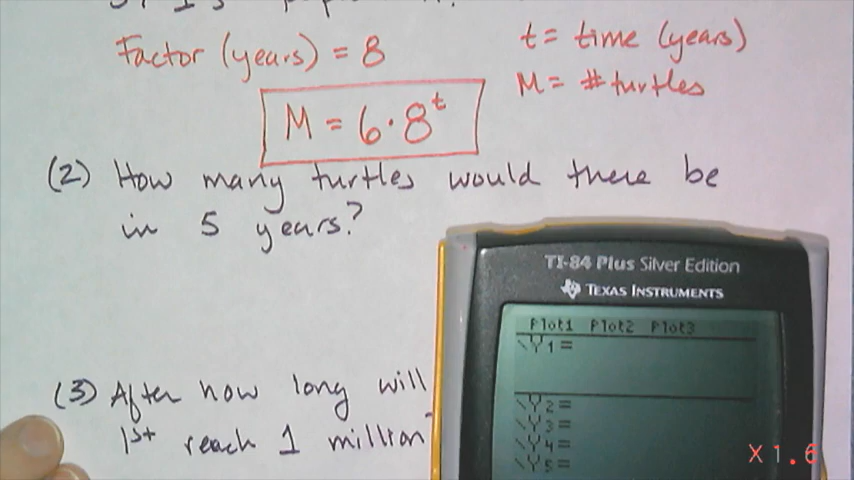 Factor (years) = 8
t = time (years)
M = # turtles
M = 6 · 8^t
(2) How many turtles would there be
in 5 years?
(3) After how long will
1st reach 1 million
TI-84 Plus Silver Edition
TEXAS INSTRUMENTS
Plot1 Plot2 Plot3
\Y1=
\Y2=
\Y3=
\Y4=
\Y5=
X1.6